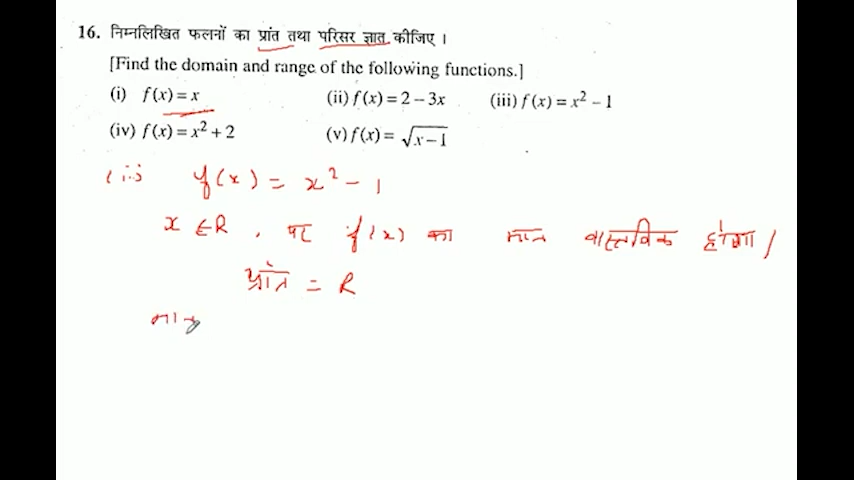 16. निम्नलिखित फलनों का प्रांत तथा परिसर ज्ञात कीजिए ।
[Find the domain and range of the following functions.]
(i) f(x) = x (ii) f(x) = 2 – 3x (iii) f(x) = x² – 1
(iv) f(x) = x² + 2 (v) f(x) = √x – 1
f(x) = x² – 1
x ∈ R , पर f(x) का मान वास्तविक होगा /
प्रांत = R